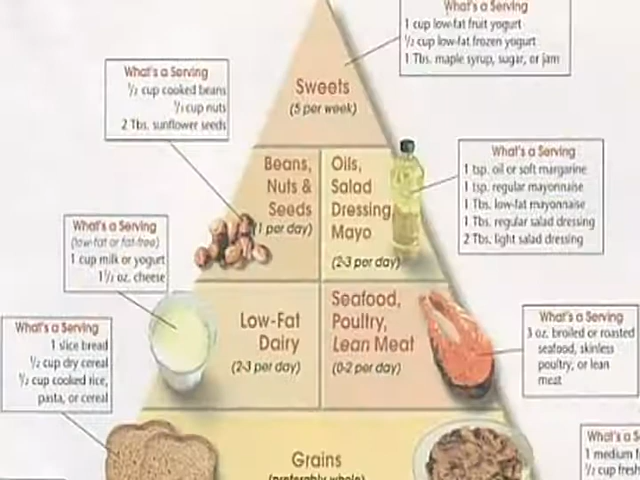 What's a Serving
1 cup low-fat fruit yogurt
½ cup low-fat frozen yogurt
1 Tbs. maple syrup, sugar, or jam
Sweets
(5 per week)
What's a Serving
½ cup cooked beans
⅓ cup nuts
2 Tbs. sunflower seeds
Beans,
Nuts &
Seeds
(1 per day)
Oils,
Salad
Dressing,
Mayo
(2-3 per day)
What's a Serving
1 tsp. oil or soft margarine
1 tsp. regular mayonnaise
1 Tbs. low-fat mayonnaise
1 Tbs. regular salad dressing
2 Tbs. light salad dressing
What's a Serving
(low-fat or fat-free)
1 cup milk or yogurt
1½ oz. cheese
Low-Fat
Dairy
(2-3 per day)
Seafood,
Poultry,
Lean Meat
(0-2 per day)
What's a Serving
3 oz. broiled or roasted
seafood, skinless
poultry, or lean
meat
What's a Serving
1 slice bread
½ cup dry cereal
½ cup cooked rice,
pasta, or cereal
Grains
(preferably whole)
What's a S
1 medium f
½ cup fresh